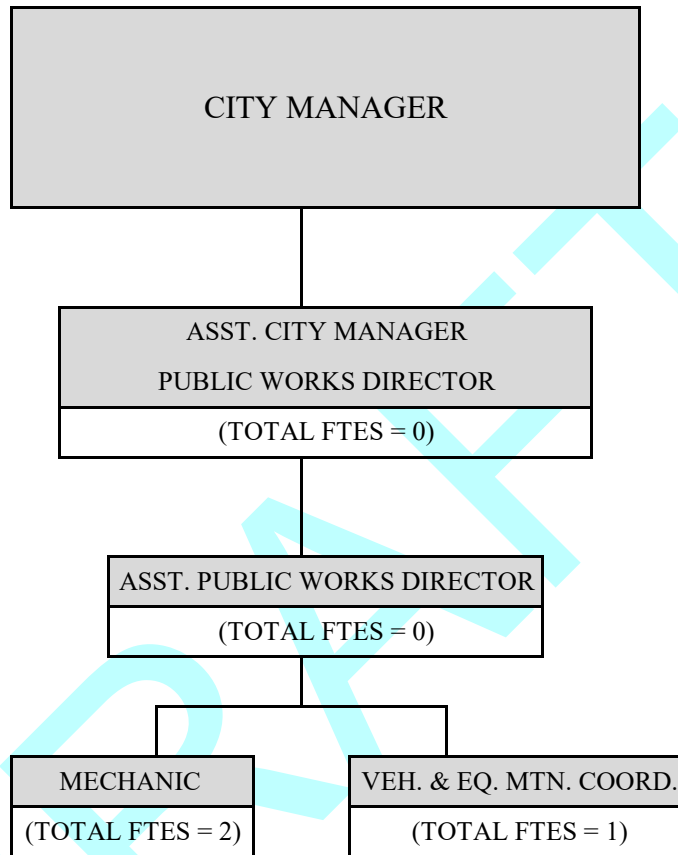 CITY MANAGER
ASST. CITY MANAGER
PUBLIC WORKS DIRECTOR
(TOTAL FTES = 0)
ASST. PUBLIC WORKS DIRECTOR
(TOTAL FTES = 0)
MECHANIC
(TOTAL FTES = 2)
VEH. & EQ. MTN. COORD.
(TOTAL FTES = 1)
RAFT